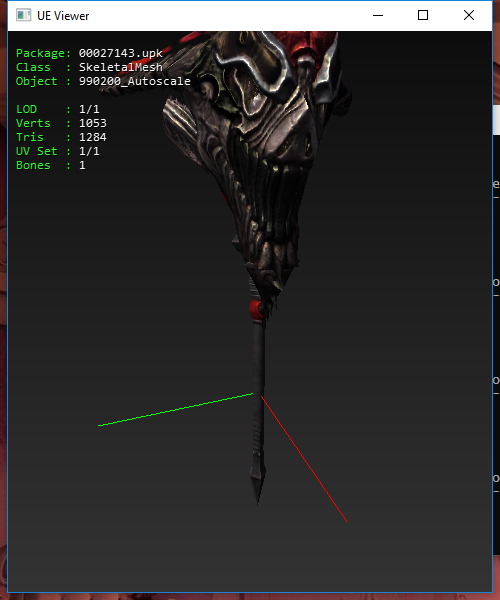 UE Viewer
Package: 00027143.upk
Class : SkeletalMesh
Object : 990200_Autoscale
LOD : 1/1
Verts : 1053
Tris : 1284
UV Set : 1/1
Bones : 1